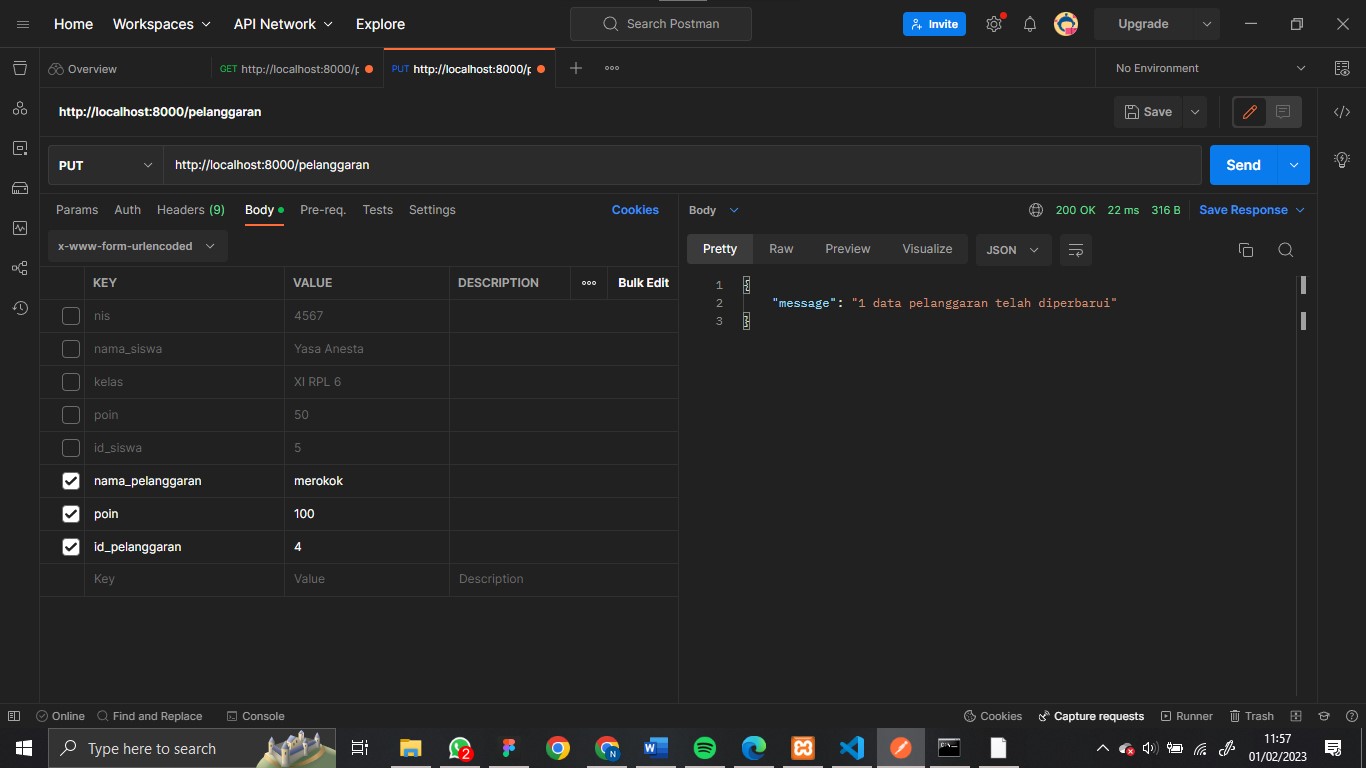 Home Workspaces API Network Explore Search Postman Invite Upgrade
Overview GET http://localhost:8000/p PUT http://localhost:8000/p No Environment
http://localhost:8000/pelanggaran Save
PUT http://localhost:8000/pelanggaran Send
Params Auth Headers (9) Body Pre-req. Tests Settings Cookies Body 200 OK 22 ms 316 B Save Response
x-www-form-urlencoded Pretty Raw Preview Visualize JSON
KEY VALUE DESCRIPTION Bulk Edit
nis 4567
nama_siswa Yasa Anesta
kelas XI RPL 6
poin 50
id_siswa 5
nama_pelanggaran merokok
poin 100
id_pelanggaran 4
Key Value Description
1 {
2 "message": "1 data pelanggaran telah diperbarui"
3 }
Online Find and Replace Console Cookies Capture requests Runner Trash
Type here to search 2 N 11:57
01/02/2023